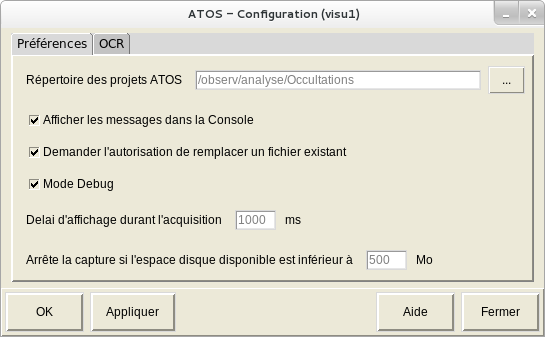 ATOS – Configuration (visu1)
Préférences OCR
Répertoire des projets ATOS /observ/analyse/Occultations ...
Afficher les messages dans la Console
Demander l'autorisation de remplacer un fichier existant
Mode Debug
Delai d'affichage durant l'acquisition 1000 ms
Arrête la capture si l'espace disque disponible est inférieur à 500 Mo
OK Appliquer Aide Fermer